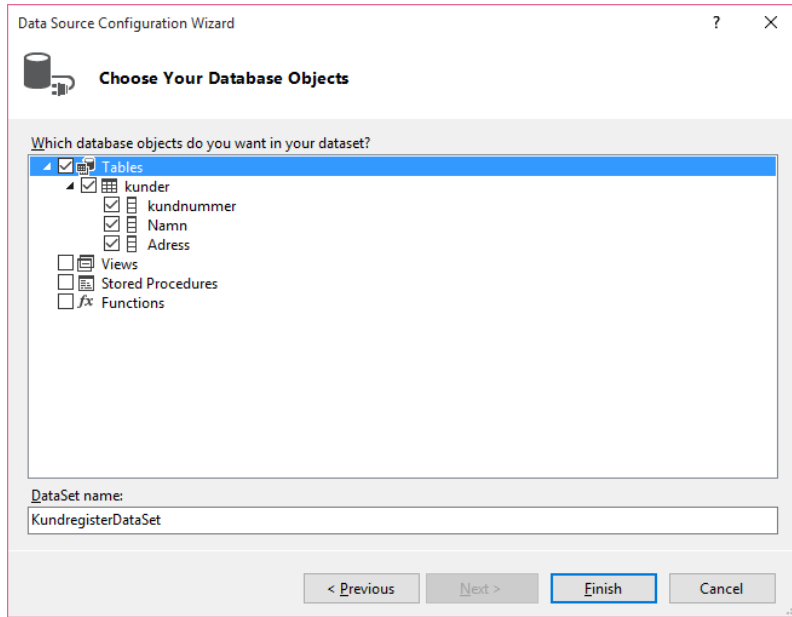 Data Source Configuration Wizard
?
Choose Your Database Objects
Which database objects do you want in your dataset?
Tables
kunder
kundnummer
Namn
Adress
Views
Stored Procedures
fx Functions
DataSet name:
KundregisterDataSet
< Previous Next > Finish Cancel